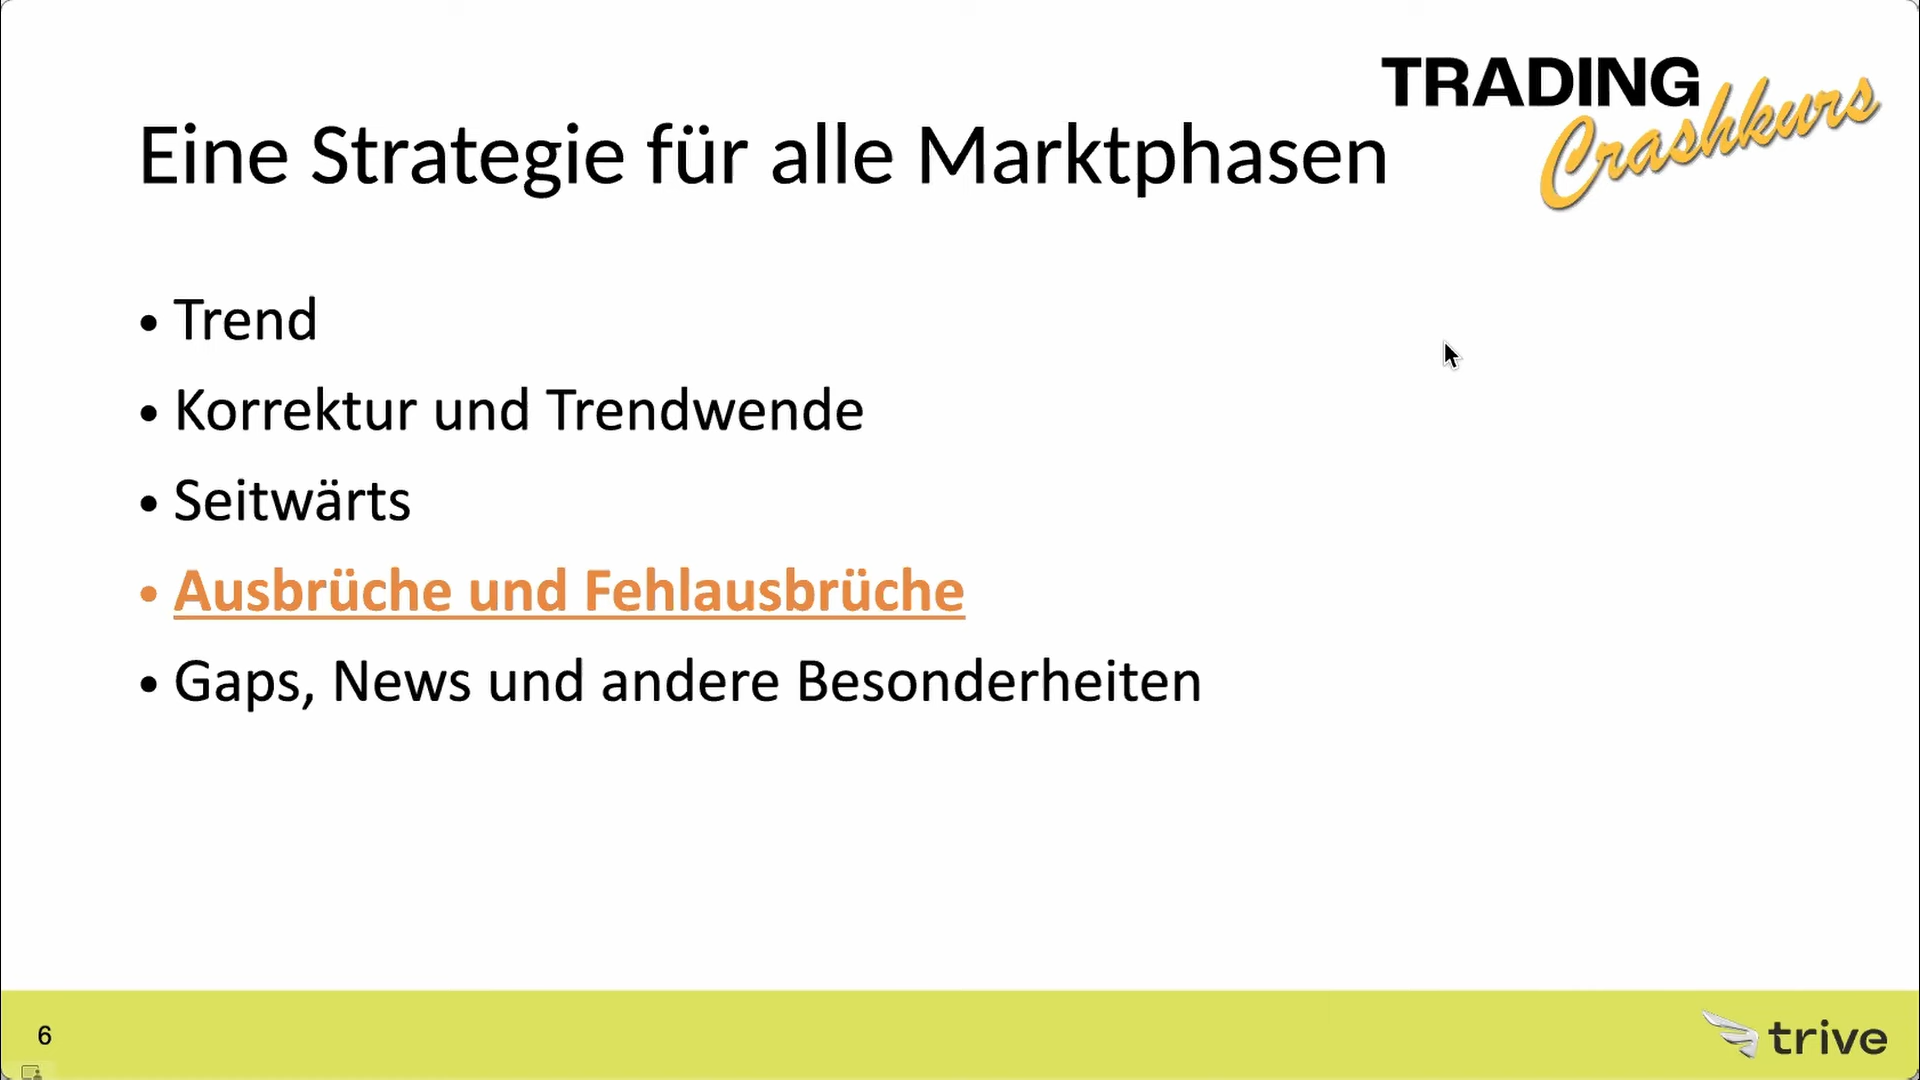 TRADING
Crashkurs
Eine Strategie für alle Marktphasen
• Trend
• Korrektur und Trendwende
• Seitwärts
• Ausbrüche und Fehlausbrüche
• Gaps, News und andere Besonderheiten
6
trive